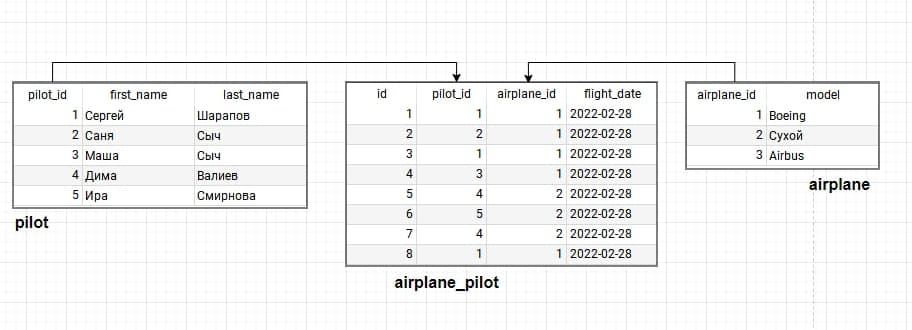 pilot_id first_name last_name
1 Сергей Шарапов
2 Саня Сыч
3 Маша Сыч
4 Дима Валиев
5 Ира Смирнова
pilot
id pilot_id airplane_id flight_date
1 1 1 2022-02-28
2 2 1 2022-02-28
3 1 1 2022-02-28
4 3 1 2022-02-28
5 4 2 2022-02-28
6 5 2 2022-02-28
7 4 2 2022-02-28
8 1 1 2022-02-28
airplane_pilot
airplane_id model
1 Boeing
2 Сухой
3 Airbus
airplane